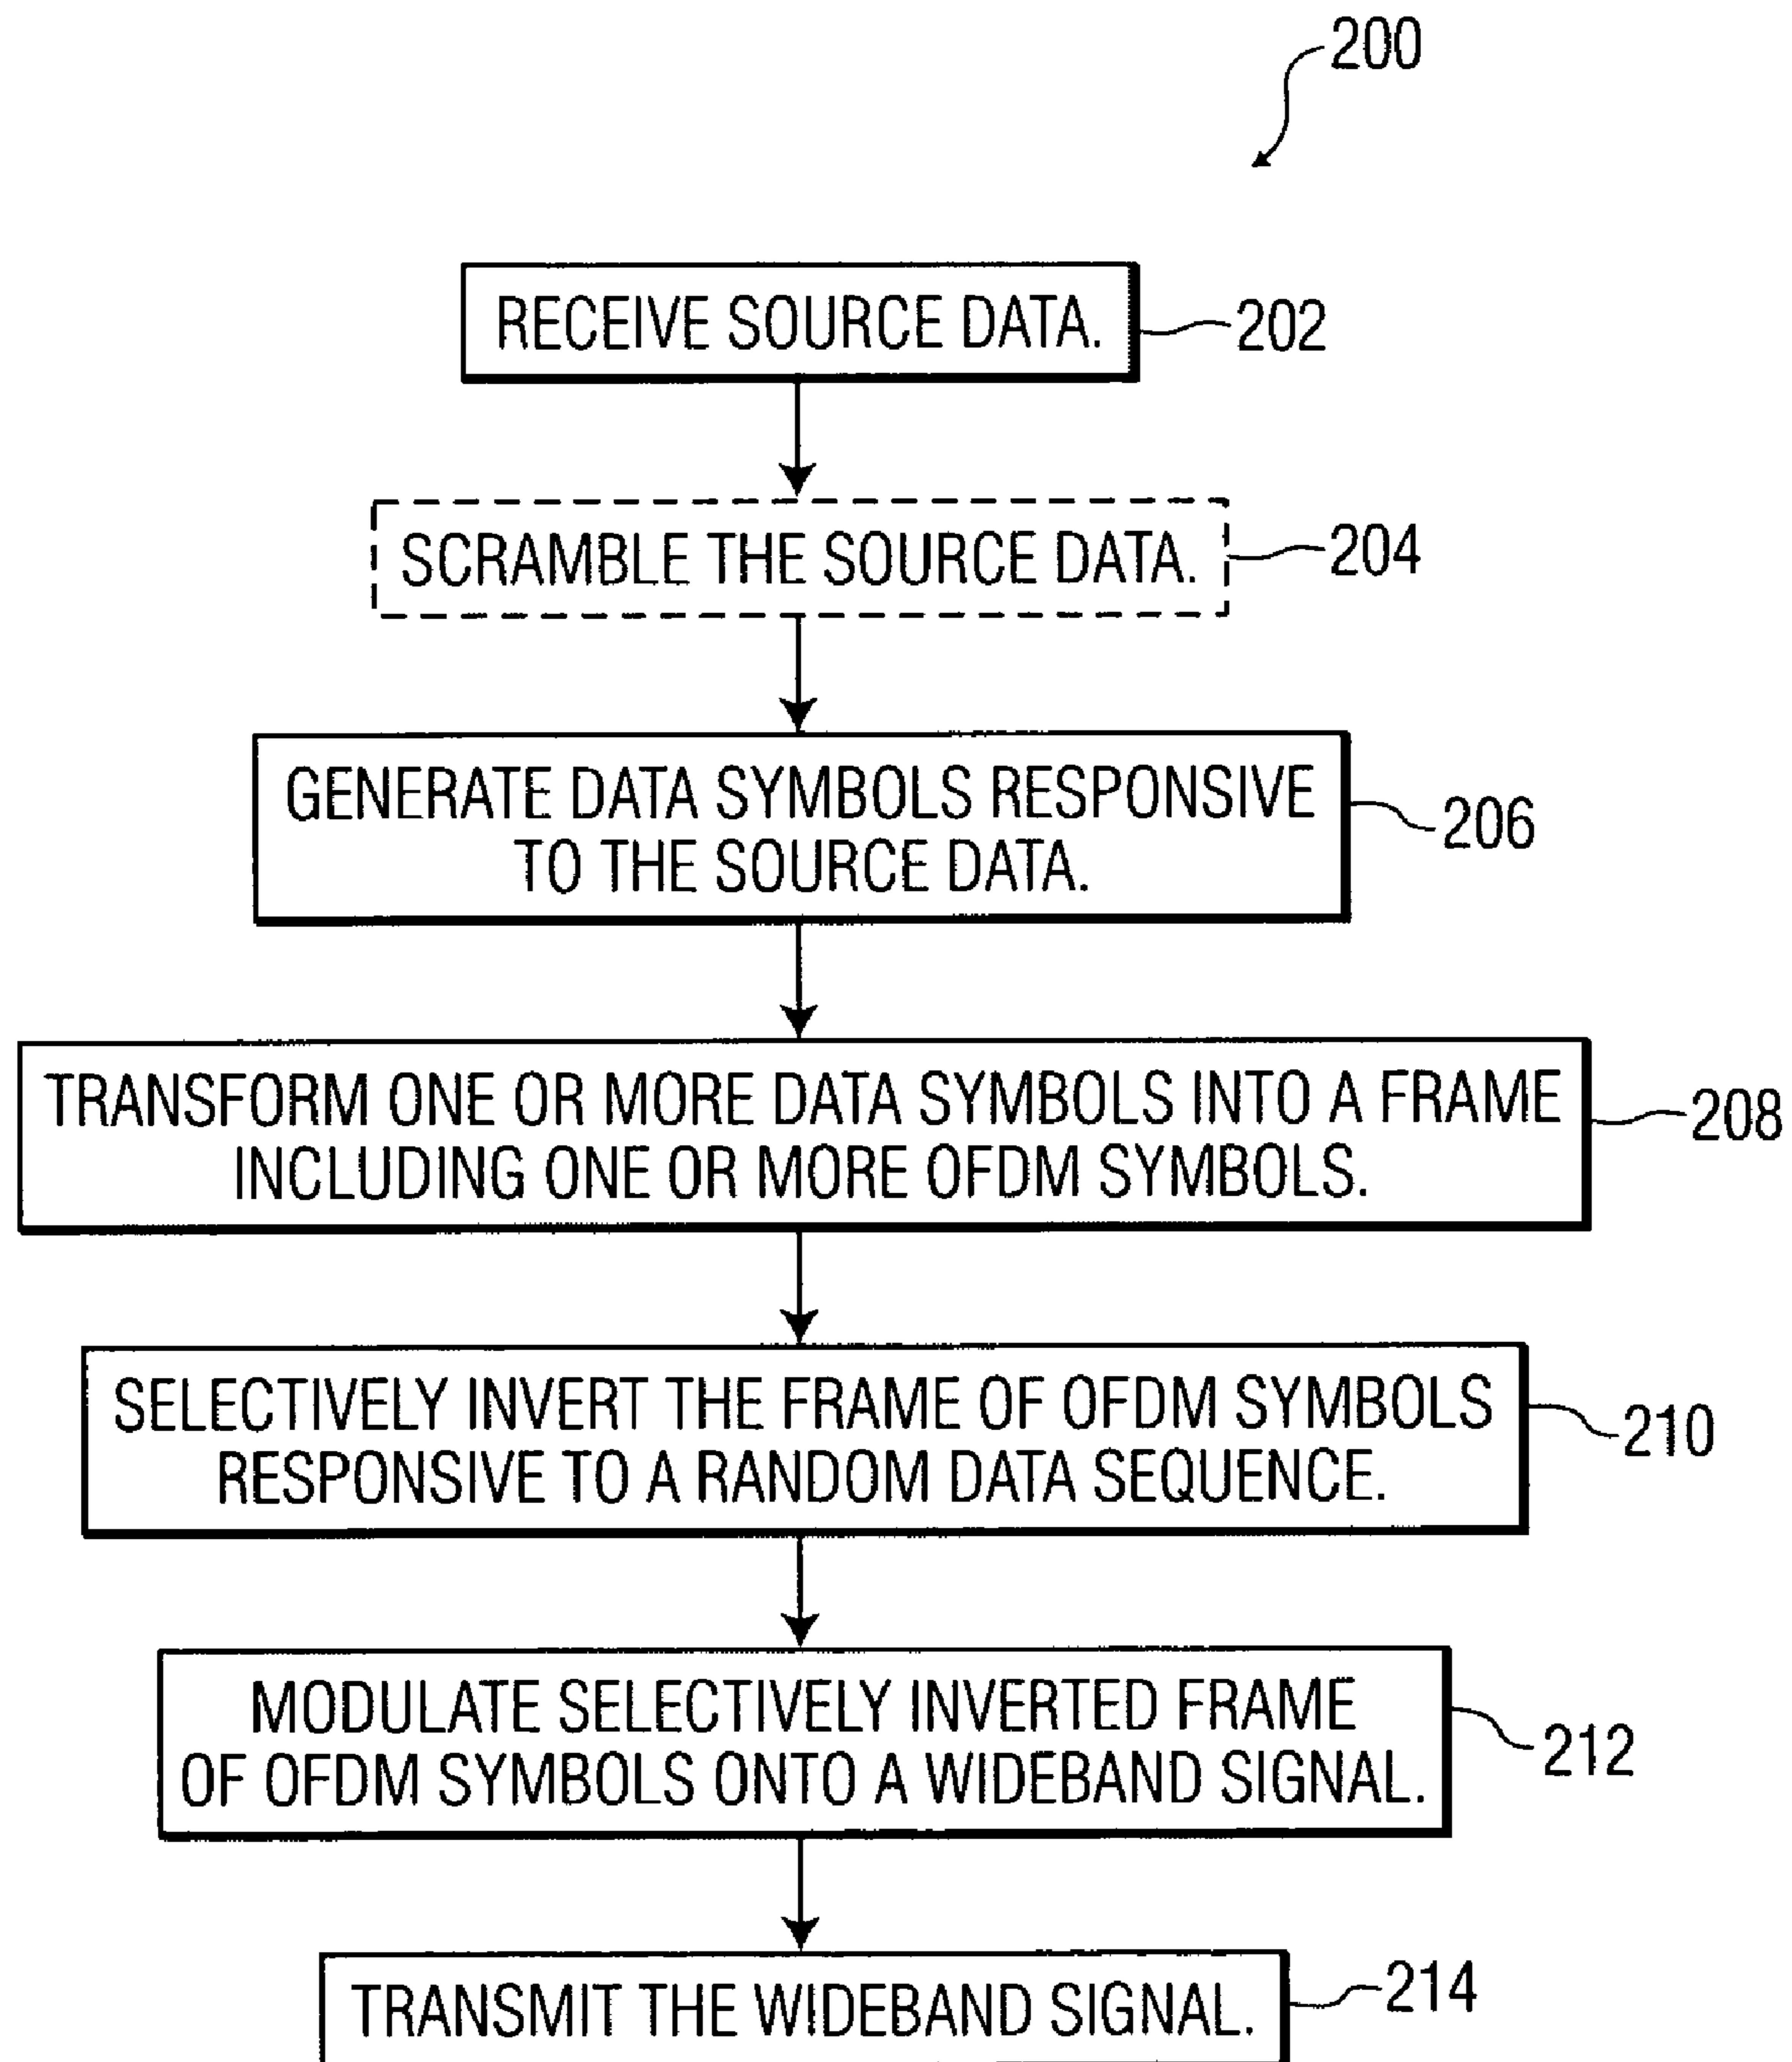 200
RECEIVE SOURCE DATA.
202
SCRAMBLE THE SOURCE DATA.
204
GENERATE DATA SYMBOLS RESPONSIVE
TO THE SOURCE DATA.
206
TRANSFORM ONE OR MORE DATA SYMBOLS INTO A FRAME
INCLUDING ONE OR MORE OFDM SYMBOLS.
208
SELECTIVELY INVERT THE FRAME OF OFDM SYMBOLS
RESPONSIVE TO A RANDOM DATA SEQUENCE.
210
MODULATE SELECTIVELY INVERTED FRAME
OF OFDM SYMBOLS ONTO A WIDEBAND SIGNAL.
212
TRANSMIT THE WIDEBAND SIGNAL.
214